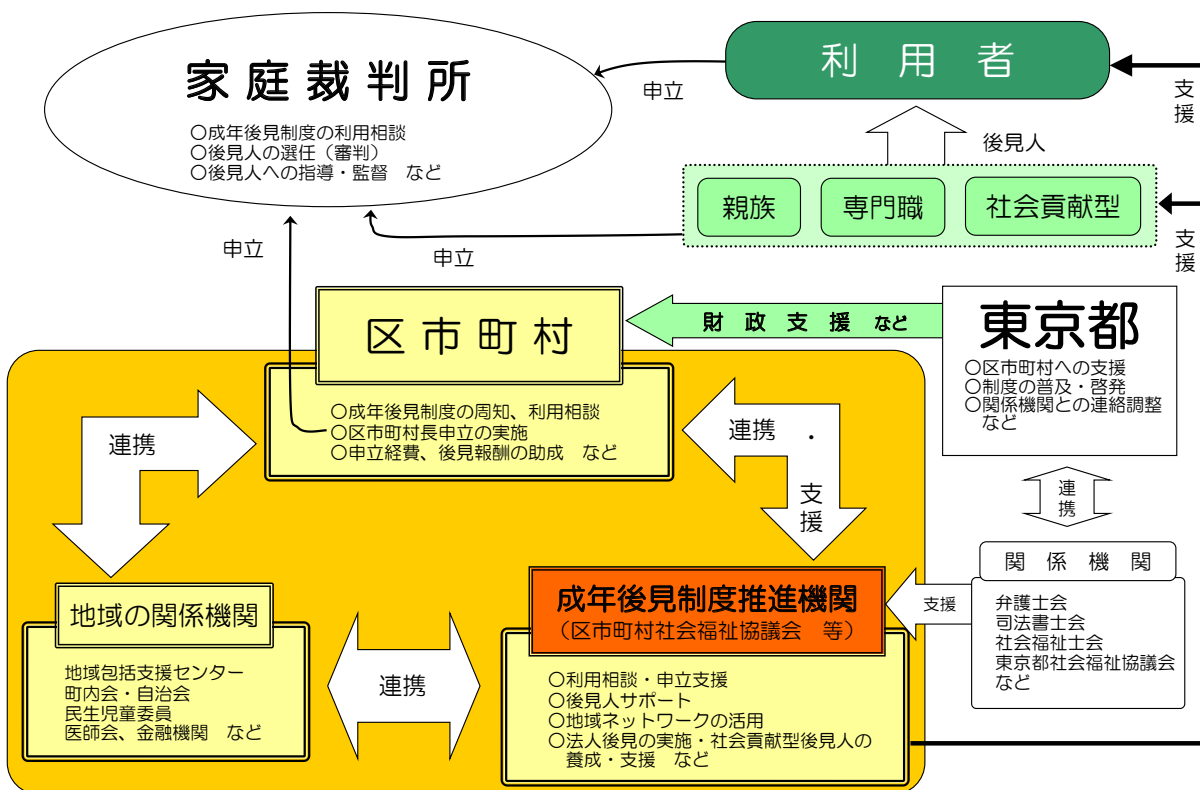 家庭裁判所
○成年後見制度の利用相談
○後見人の選任（審判）
○後見人への指導・監督　など
利用者
申立
支援
後見人
親族
専門職
社会貢献型
支援
申立
申立
区市町村
○成年後見制度の周知、利用相談
○区市町村長申立の実施
○申立経費、後見報酬の助成　など
財政支援 など
東京都
○区市町村への支援
○制度の普及・啓発
○関係機関との連絡調整
など
連携
連携・
支援
連携
関係機関
弁護士会
司法書士会
社会福祉士会
東京都社会福祉協議会
など
支援
地域の関係機関
地域包括支援センター
町内会・自治会
民生児童委員
医師会、金融機関　など
連携
成年後見制度推進機関
（区市町村社会福祉協議会　等）
○利用相談・申立支援
○後見人サポート
○地域ネットワークの活用
○法人後見の実施・社会貢献型後見人の
養成・支援　など